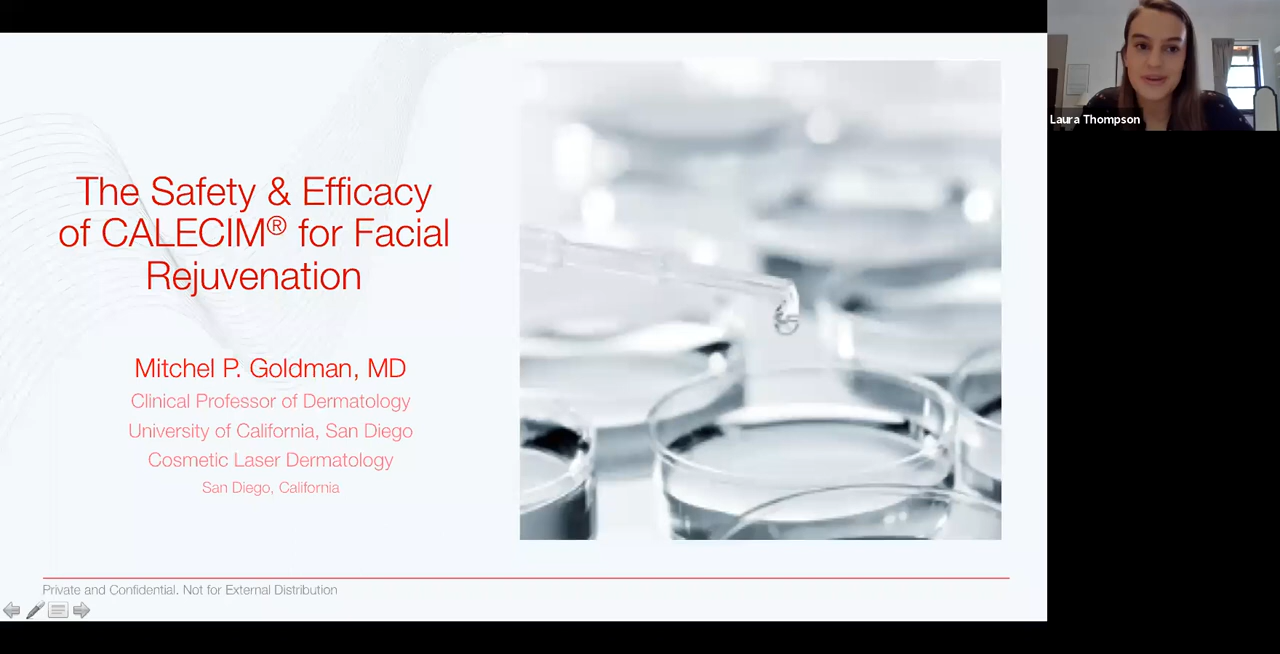 The Safety & Efficacy
of CALECIM® for Facial
Rejuvenation
Mitchel P. Goldman, MD
Clinical Professor of Dermatology
University of California, San Diego
Cosmetic Laser Dermatology
San Diego, California
Private and Confidential. Not for External Distribution
Laura Thompson